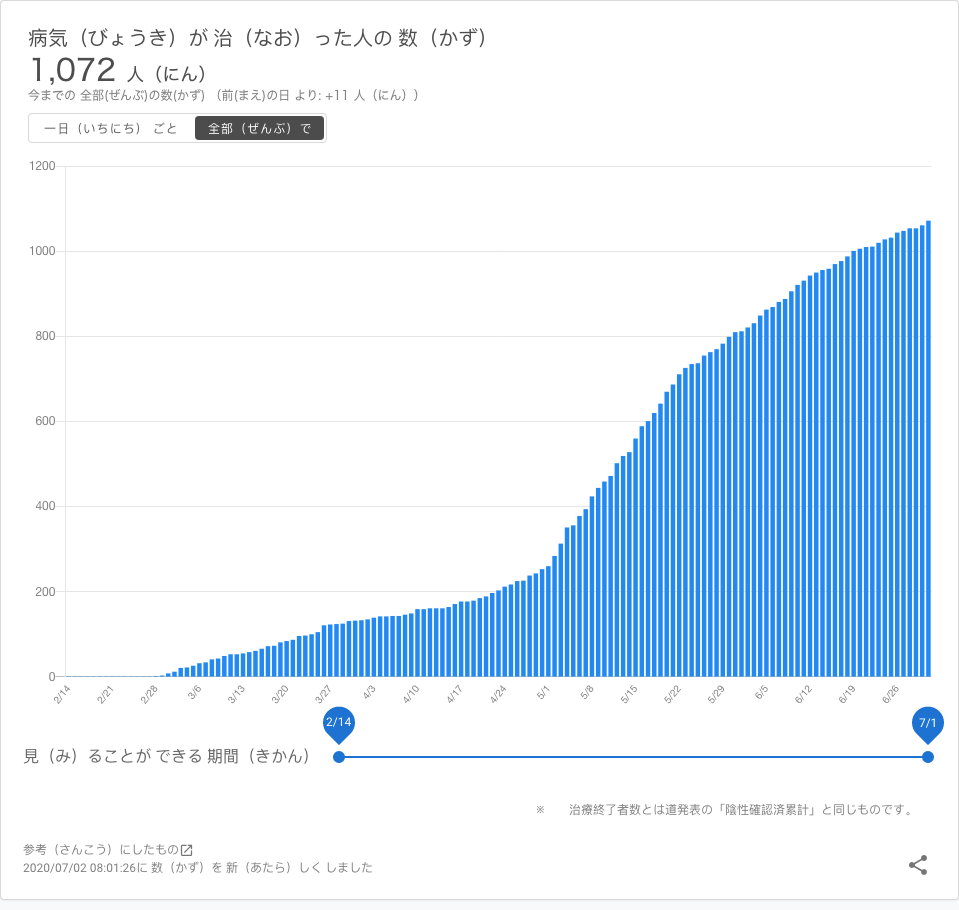 病気（びょうき）が 治（なお）った人の 数（かず）
1,072 人（にん）
今までの 全部(ぜんぶ)の数(かず) （前(まえ)の日 より: +11 人（にん））
一日（いちにち） ごと 全部（ぜんぶ）で
1200
1000
800
600
400
200
0
2/14 2/21 2/28 3/6 3/13 3/20 3/27 4/3 4/10 4/17 4/24 5/1 5/8 5/15 5/22 5/29 6/5 6/12 6/19 6/26
2/14 7/1
見（み）ることが できる 期間（きかん）
※ 治療終了者数とは道発表の「陰性確認済累計」と同じものです。
参考（さんこう）にしたもの
2020/07/02 08:01:26に 数（かず）を 新（あたら）しく しました